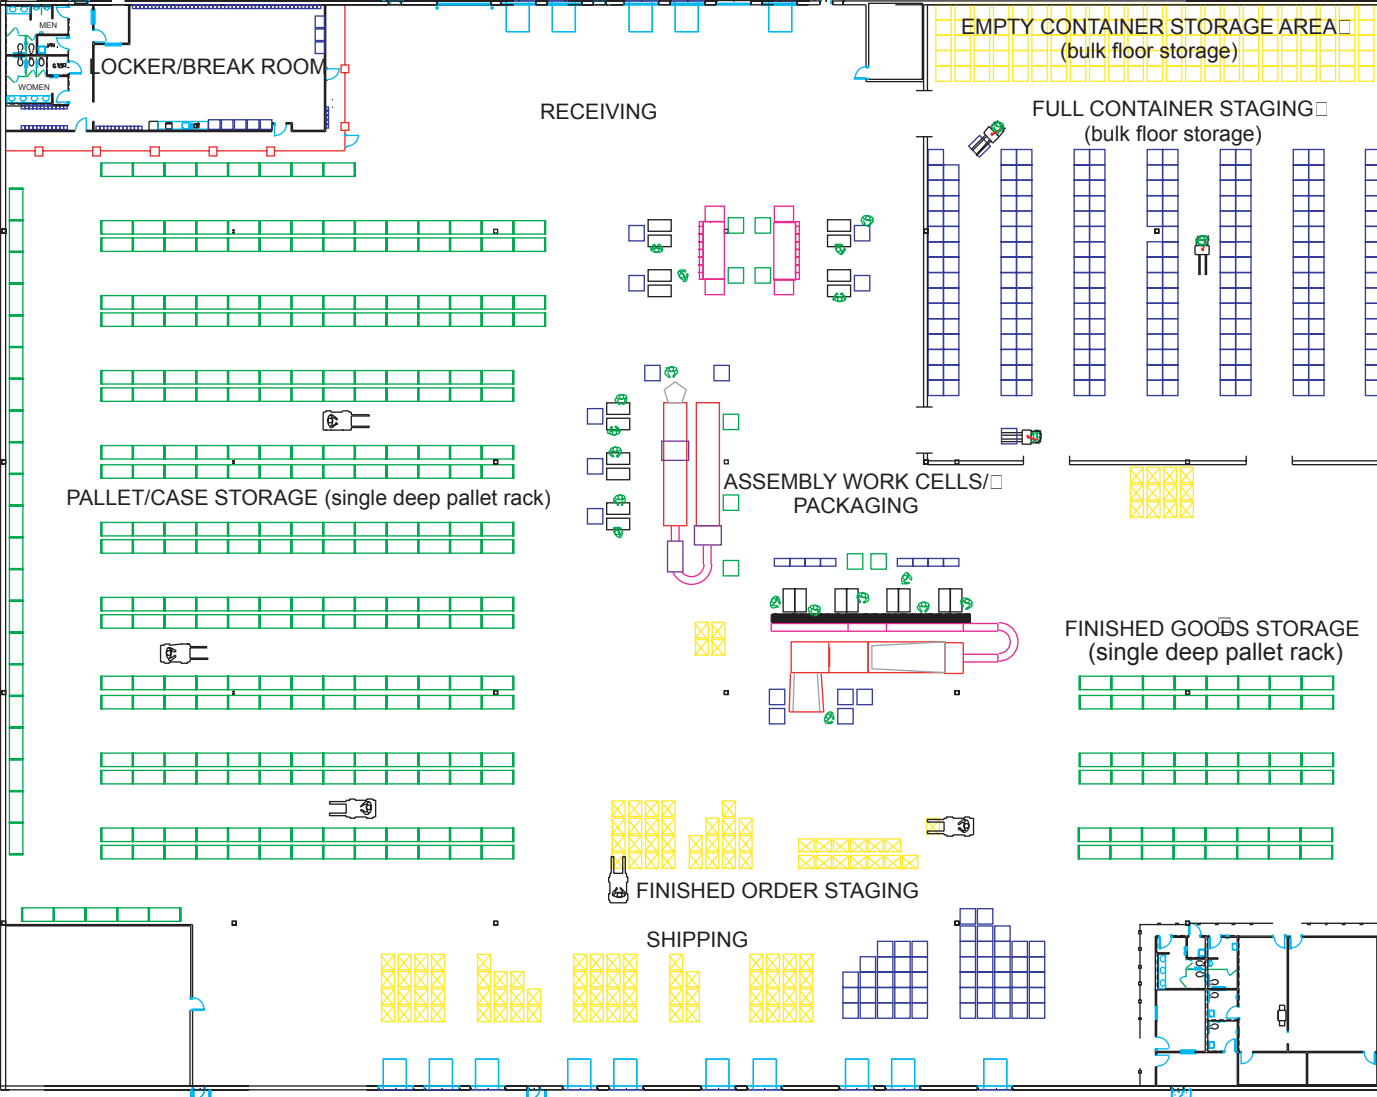 MEN
LOCKER/BREAK ROOM
WOMEN
RECEIVING
EMPTY CONTAINER STORAGE AREA
(bulk floor storage)
FULL CONTAINER STAGING
(bulk floor storage)
PALLET/CASE STORAGE (single deep pallet rack)
ASSEMBLY WORK CELLS/
PACKAGING
FINISHED GOODS STORAGE
(single deep pallet rack)
FINISHED ORDER STAGING
SHIPPING